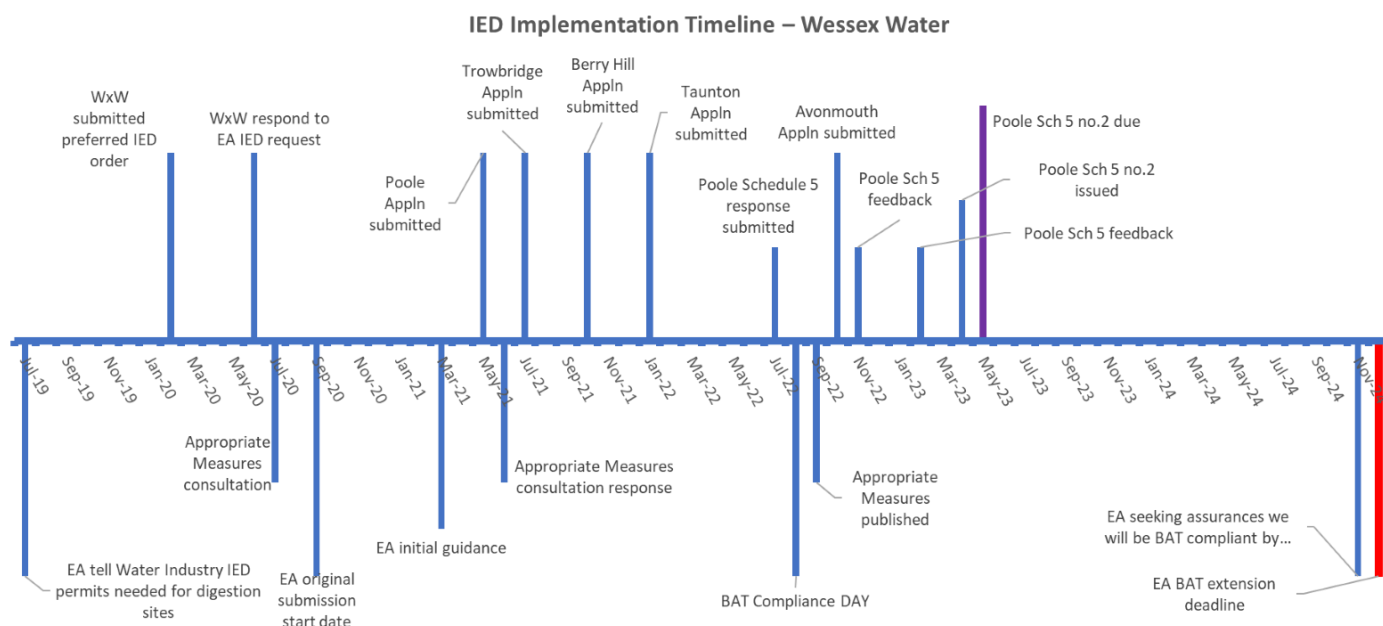 IED Implementation Timeline – Wessex Water
WxW
submitted
preferred IED
order
WxW respond to
EA IED request
Poole
Appln
submitted
Trowbridge
Appln
submitted
Berry Hill
Appln
submitted
Taunton
Appln
submitted
Poole Schedule 5
response
submitted
Avonmouth
Appln submitted
Poole Sch 5
feedback
Poole Sch 5 no.2 due
Poole Sch 5 no.2
issued
Poole Sch 5 feedback
Jul-19
Sep-19
Nov-19
Jan-20
Mar-20
May-20
Jul-20
Sep-20
Nov-20
Jan-21
Mar-21
May-21
Jul-21
Sep-21
Nov-21
Jan-22
Mar-22
May-22
Jul-22
Sep-22
Nov-22
Jan-23
Mar-23
May-23
Jul-23
Sep-23
Nov-23
Jan-24
Mar-24
May-24
Jul-24
Sep-24
EA tell Water Industry IED
permits needed for digestion
sites
Appropriate
Measures
consultation
EA original
submission
start date
EA initial guidance
Appropriate Measures
consultation response
BAT Compliance DAY
Appropriate
Measures
published
EA seeking assurances we
will be BAT compliant by…
EA BAT extension
deadline